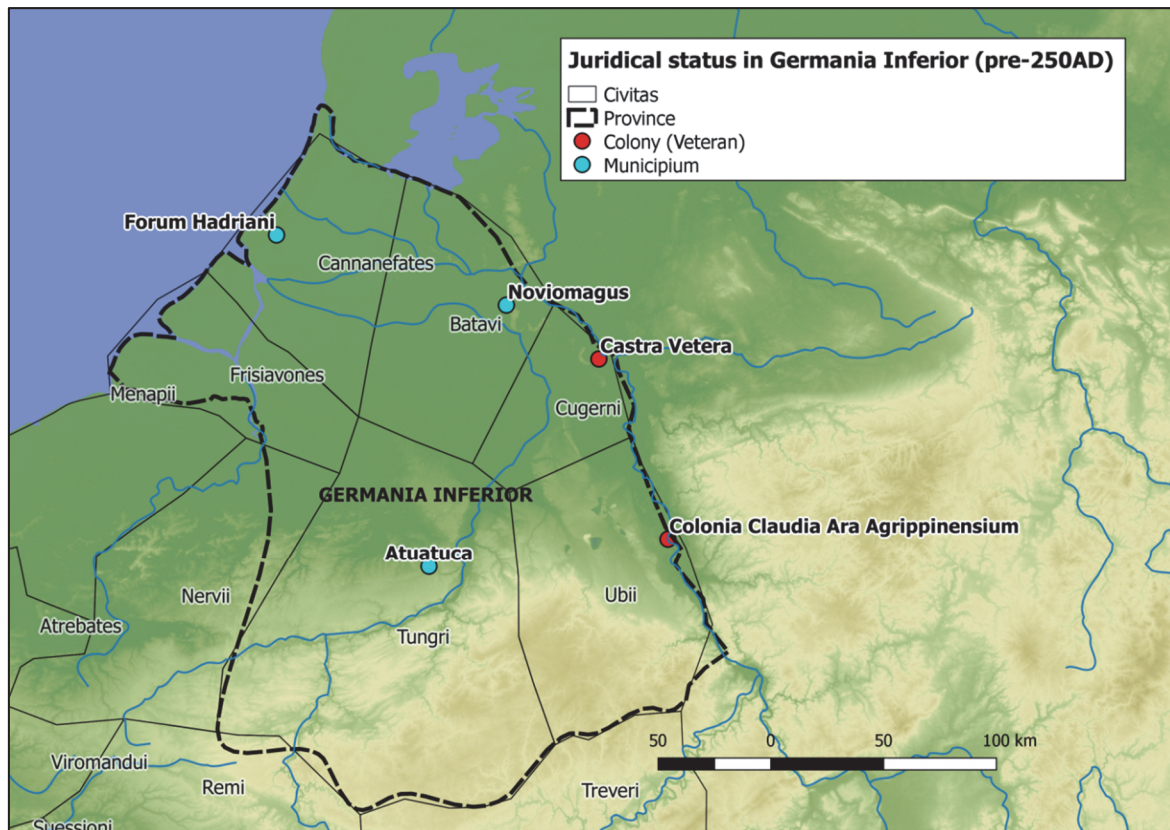 Juridical status in Germania Inferior (pre-250AD)
Civitas
Province
Colony (Veteran)
Municipium
Forum Hadriani
Cannanefates
Noviomagus
Batavi
Castra Vetera
Frisiavones
Menapii
Cugerni
GERMANIA INFERIOR
Colonia Claudia Ara Agrippinensium
Atuatuca
Nervii
Ubii
Atrebates
Tungri
50 0 50 100 km
Viromandui
Remi
Treveri
Suessioni